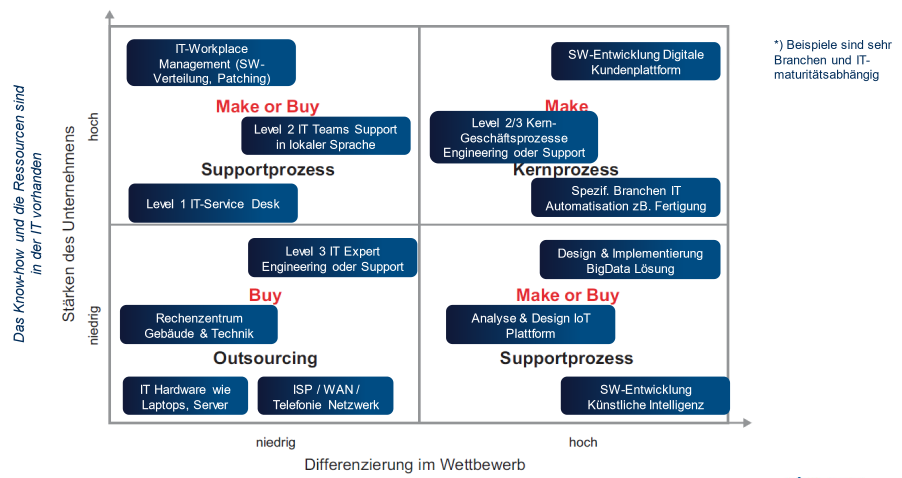 *) Beispiele sind sehr
Branchen und IT-
maturitätsabhängig
Das Know-how und die Ressourcen sind
in der IT vorhanden
Stärken des Unternehmens
hoch
niedrig
IT-Workplace
Management (SW-
Verteilung, Patching)
Make or Buy
Level 2 IT Teams Support
in lokaler Sprache
Supportprozess
Level 1 IT-Service Desk
SW-Entwicklung Digitale
Kundenplattform
Make
Level 2/3 Kern-
Geschäftsprozesse
Engineering oder Support
Kernprozess
Spezif. Branchen IT
Automatisation zB. Fertigung
Level 3 IT Expert
Engineering oder Support
Buy
Rechenzentrum
Gebäude & Technik
Outsourcing
IT Hardware wie
Laptops, Server
ISP / WAN /
Telefonie Netzwerk
Design & Implementierung
BigData Lösung
Make or Buy
Analyse & Design IoT
Plattform
Supportprozess
SW-Entwicklung
Künstliche Intelligenz
niedrig
hoch
Differenzierung im Wettbewerb